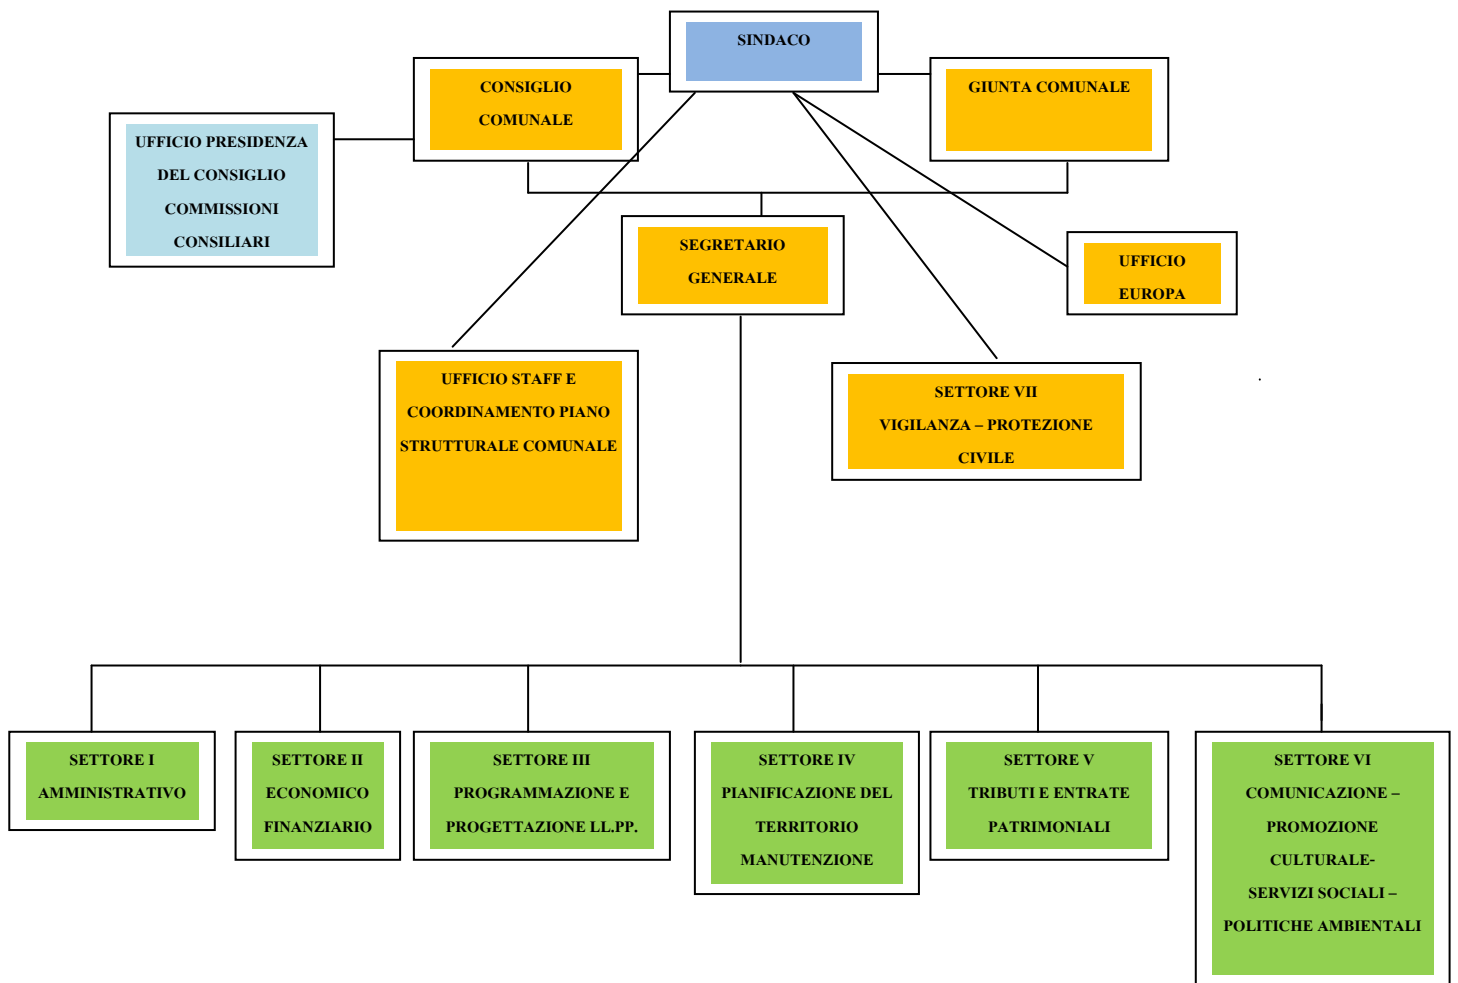 SINDACO
CONSIGLIO
COMUNALE
GIUNTA COMUNALE
UFFICIO PRESIDENZA
DEL CONSIGLIO
COMMISSIONI
CONSILIARI
SEGRETARIO
GENERALE
UFFICIO
EUROPA
UFFICIO STAFF E
COORDINAMENTO PIANO
STRUTTURALE COMUNALE
SETTORE VII
VIGILANZA – PROTEZIONE
CIVILE
SETTORE I
AMMINISTRATIVO
SETTORE II
ECONOMICO
FINANZIARIO
SETTORE III
PROGRAMMAZIONE E
PROGETTAZIONE LL.PP.
SETTORE IV
PIANIFICAZIONE DEL
TERRITORIO
MANUTENZIONE
SETTORE V
TRIBUTI E ENTRATE
PATRIMONIALI
SETTORE VI
COMUNICAZIONE –
PROMOZIONE
CULTURALE-
SERVIZI SOCIALI –
POLITICHE AMBIENTALI